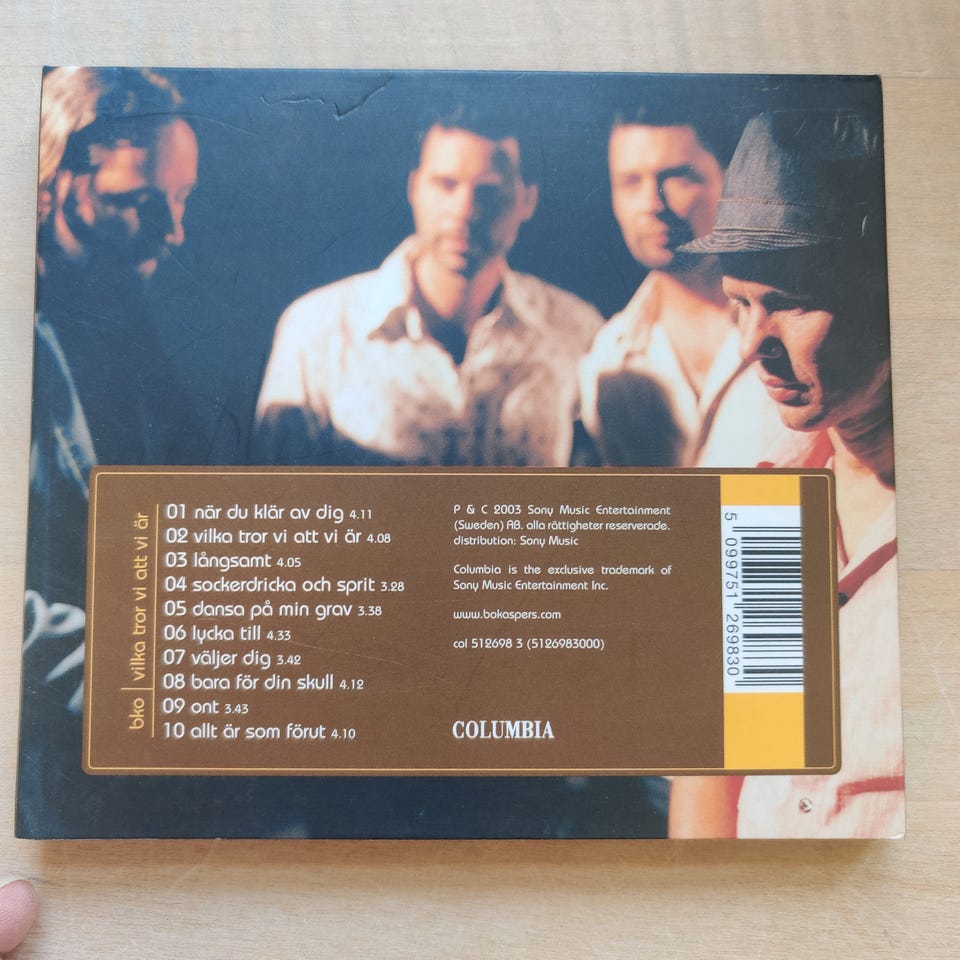 bko | vilka tror vi att vi är
01 när du klär av dig 4.11
02 vilka tror vi att vi är 4.08
03 långsamt 4.05
04 sockerdricka och sprit 3.28
05 dansa på min grav 3.38
06 lycka till 4.33
07 väljer dig 3.42
08 bara för din skull 4.12
09 ont 3.43
10 allt är som förut 4.10
P & C 2003 Sony Music Entertainment
(Sweden) AB. alla rättigheter reserverade.
distribution: Sony Music
Columbia is the exclusive trademark of
Sony Music Entertainment Inc.
www.bokaspers.com
col 512698 3 (5126983000)
COLUMBIA
5 099751 269830